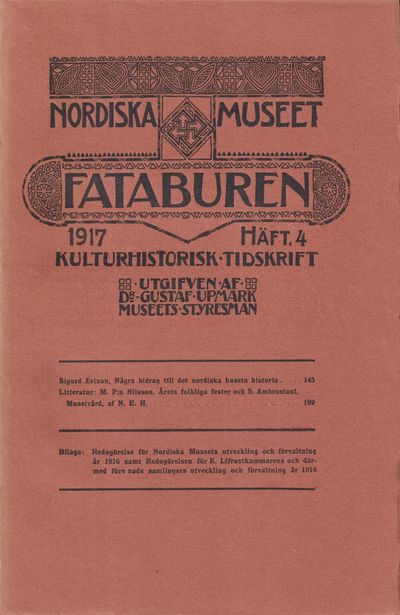 NORDISKA MUSEET
FATABUREN
1917 HÄFT. 4
KULTURHISTORISK·TIDSKRIFT
·UTGIFVEN·AF·
DR·GUSTAF·UPMARK
MUSEETS·STYRESMAN
Sigurd Erixon, Några bidrag till det nordiska husets historia. . 145
Litteratur: M. P:n Nilsson, Årets folkliga fester och S. Ambrosiani,
Museivård, af N. E. H. . . . . . . . . . . . . . . . . . . . . . . 199
Bilaga: Redogörelse för Nordiska Museets utveckling och förvaltning
år 1916 samt Redogörelsen för K. Lifrustkammarens och där-
med förenade samlingars utveckling och förvaltning år 1916